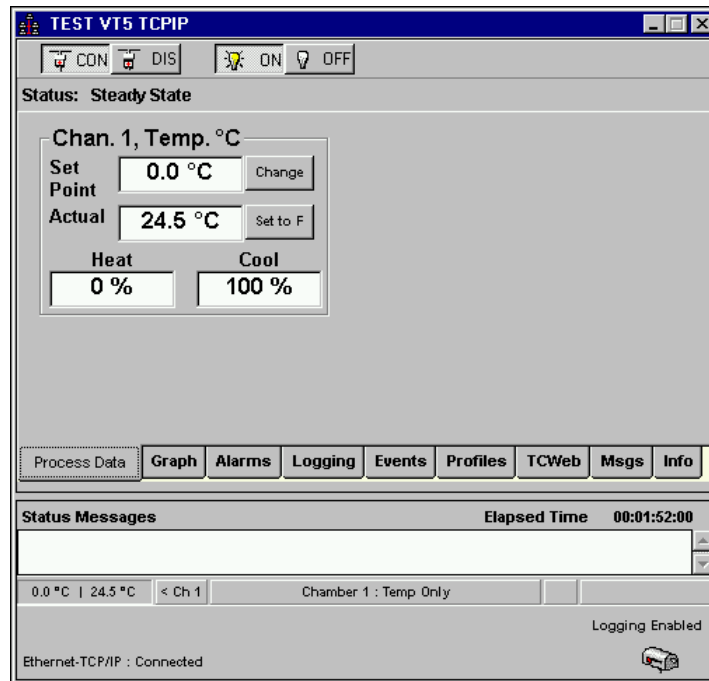 TEST VT5 TCPIP
CON DIS ON OFF
Status: Steady State
Chan. 1, Temp. °C
Set Point 0.0 °C Change
Actual 24.5 °C Set to F
Heat Cool
0 % 100 %
Process Data Graph Alarms Logging Events Profiles TCWeb Msgs Info
Status Messages Elapsed Time 00:01:52:00
0.0 °C | 24.5 °C < Ch 1 Chamber 1 : Temp Only
Logging Enabled
Ethernet-TCP/IP : Connected